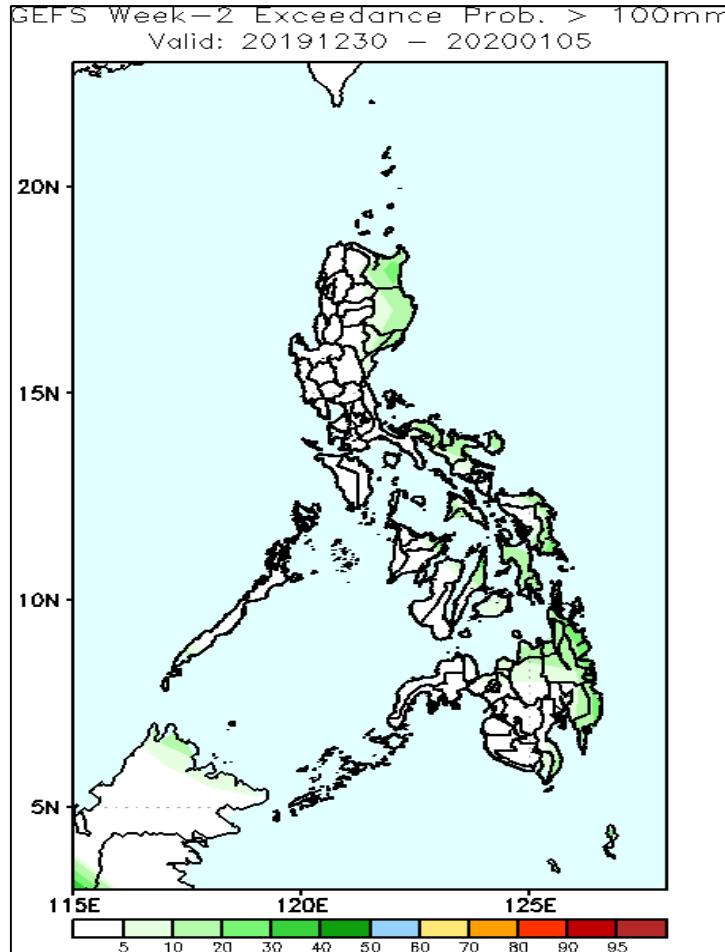 GEFS Week-2 Exceedance Prob. > 100mm
Valid: 20191230 - 20200105
20N
15N
10N
5N
115E 120E 125E
5 10 20 30 40 50 60 70 80 90 95